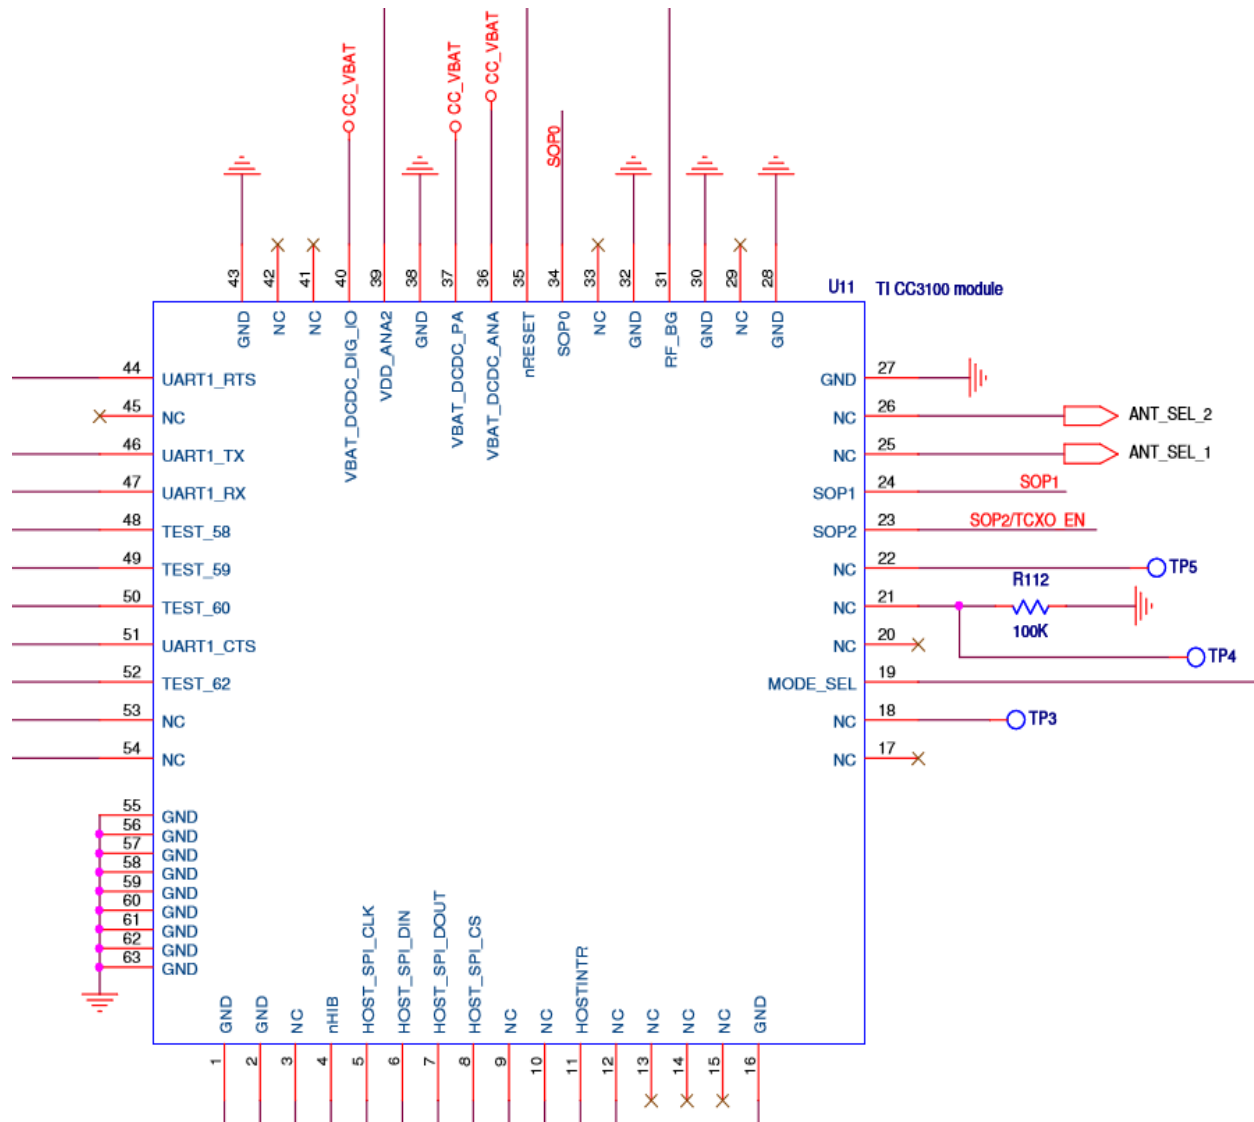 CC_VBAT
CC_VBAT
CC_VBAT
SOP0
43
42
41
40
39
38
37
36
35
34
33
32
31
30
29
28
U11 TI CC3100 module
GND
NC
NC
VBAT_DCDC_DIG_IO
VDD_ANA2
GND
VBAT_DCDC_PA
VBAT_DCDC_ANA
nRESET
SOP0
NC
GND
RF_BG
GND
NC
GND
44 UART1_RTS
45 NC
46 UART1_TX
47 UART1_RX
48 TEST_58
49 TEST_59
50 TEST_60
51 UART1_CTS
52 TEST_62
53 NC
54 NC
55 GND
56 GND
57 GND
58 GND
59 GND
60 GND
61 GND
62 GND
63 GND
GND 27
NC 26 ANT_SEL_2
NC 25 ANT_SEL_1
SOP1 24 SOP1
SOP2 23 SOP2/TCXO_EN
NC 22 TP5
R112
NC 21
100K
NC 20
TP4
MODE_SEL 19
NC 18 TP3
NC 17
GND
GND
NC
nHIB
HOST_SPI_CLK
HOST_SPI_DIN
HOST_SPI_DOUT
HOST_SPI_CS
NC
NC
HOSTINTR
NC
NC
NC
NC
GND
1
2
3
4
5
6
7
8
9
10
11
12
13
14
15
16